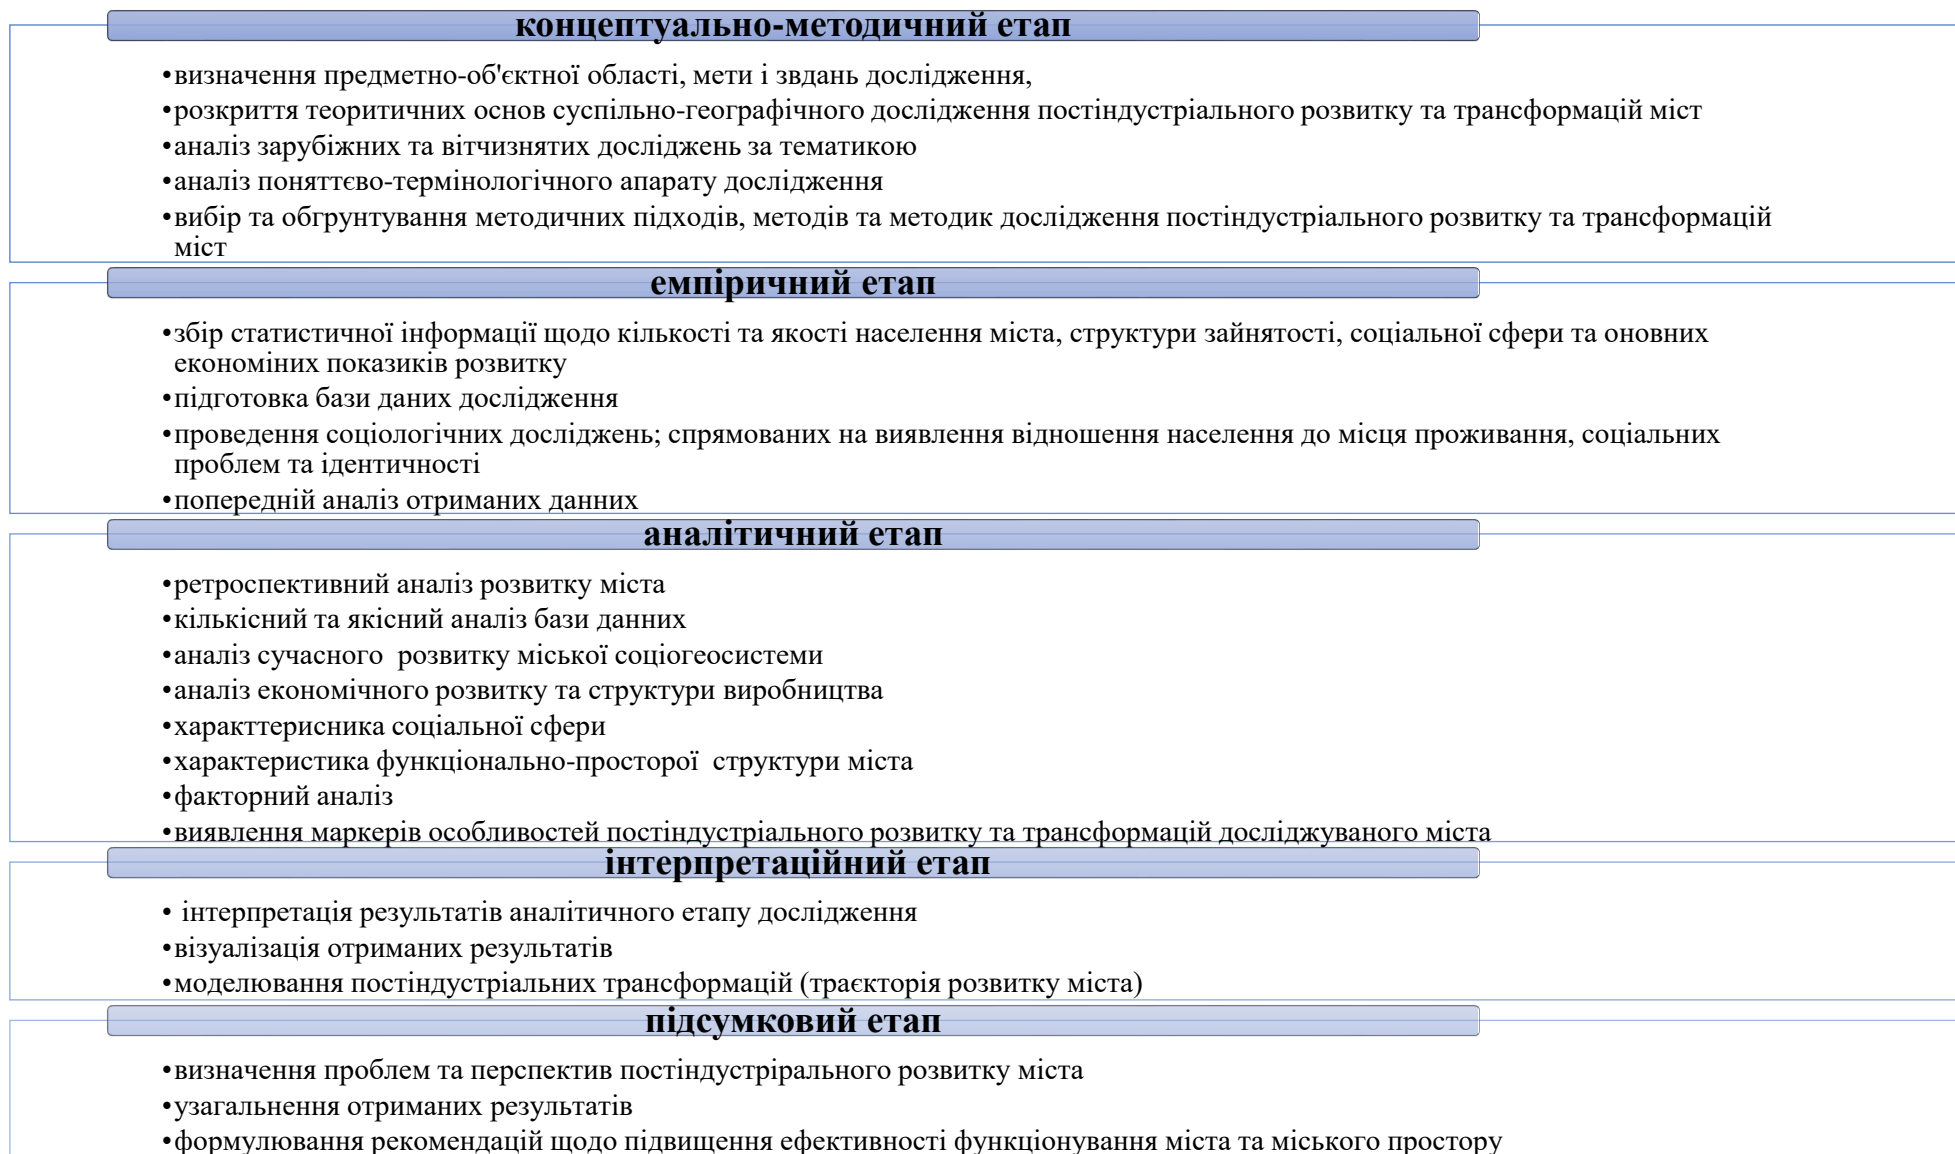 концептуально-методичний етап
•визначення предметно-об'єктної області, мети і звдань дослідження,
•розкриття теоритичних основ суспільно-географічного дослідження постіндустріального розвитку та трансформацій міст
•аналіз зарубіжних та вітчизнятих досліджень за тематикою
•аналіз поняттєво-термінологічного апарату дослідження
•вибір та обгрунтування методичних підходів, методів та методик дослідження постіндустріального розвитку та трансформацій
міст
емпіричний етап
•збір статистичної інформації щодо кількості та якості населення міста, структури зайнятості, соціальної сфери та оновних
економіних показиків розвитку
•підготовка бази даних дослідження
•проведення соціологічних досліджень; спрямованих на виявлення відношення населення до місця проживання, соціальних
проблем та ідентичності
•попередній аналіз отриманих данних
аналітичний етап
•ретроспективний аналіз розвитку міста
•кількісний та якісний аналіз бази данних
•аналіз сучасного  розвитку міської соціогеосистеми
•аналіз економічного розвитку та структури виробництва
•характтерисника соціальної сфери
•характеристика функціонально-просторої  структури міста
•факторний аналіз
•виявлення маркерів особливостей постіндустріального розвитку та трансформацій досліджуваного міста
інтерпретаційний етап
• інтерпретація результатів аналітичного етапу дослідження
•візуалізація отриманих результатів
•моделювання постіндустріальних трансформацій (траєкторія розвитку міста)
підсумковий етап
•визначення проблем та перспектив постіндустрірального розвитку міста
•узагальнення отриманих результатів
•формулювання рекомендацій щодо підвищення ефективності функціонування міста та міського простору